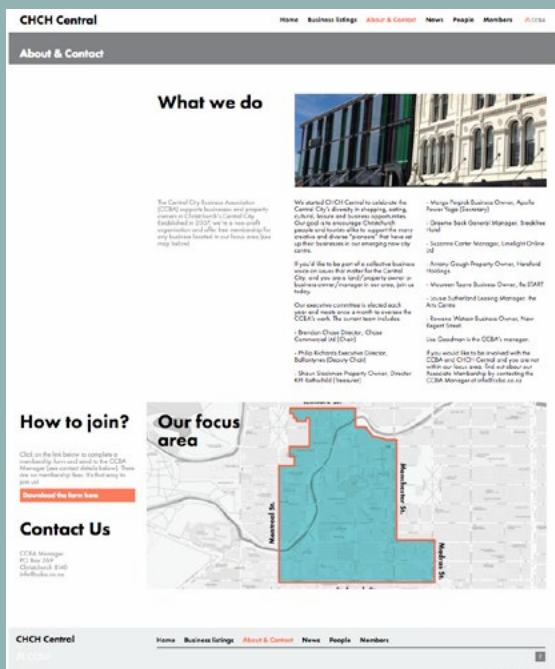 CHCH Central
Home Business listings About & Contact News People Members CCBA
About & Contact
What we do
The Central City Business Association
(CCBA) supports businesses and property
owners in Christchurch's Central City.
Established in 2007, we're a non-profit
organisation and offer free membership for
any business located in our focus area (see
map below)
We started CHCH Central to celebrate the
Central City's diversity in shopping, eating,
cultural, leisure and business opportunities.
Our goal is to encourage Christchurch
people and tourists alike to support the many
creative and diverse "pioneers" that have set
up their businesses in our emerging new city
centre.
If you'd like to be part of a collective business
voice on issues that matter for the Central
City, and you are a land/property owner or
business owner/manager in our area, join us
today.
Our executive committee is elected each
year and meets once a month to oversee the
CCBA's work. The current team includes:
- Brendan Chase Director, Chase
Commercial Ltd (Chair)
- Philip Richards Executive Director,
Ballantynes (Deputy Chair)
- Shaun Property Owner, Director
KPI Rothschild (Treasurer)
- Business Owner, Apollo
Power Yoga (Secretary)
- Graeme Back General Manager, Breakfree
Hotel
- Suzanne Carter Manager, Limelight Online
Ltd
- Antony Gough Property Owner, Hereford
Holdings
- Maureen Taane Business Owner, Re:START
- Louise Sutherland Leasing Manager, the
Arts Centre
- Rowena Watson Business Owner, New
Regent Street
Lisa Goodman is the CCBA's manager.
If you would like to be involved with the
CCBA and CHCH Central and you are not
within our focus area, find out about our
Associate Membership by contacting the
CCBA Manager at info@ccba.co.nz
How to join?
Click on the link below to complete a
membership form and send to the CCBA
Manager (see contact details below). There
are no membership fees. It's that easy to
join us!
Download the form here
Contact Us
CCBA Manager
PO Box 269
Christchurch 8140
info@ccba.co.nz
Our focus
area
Montreal St.
Manchester St.
Madras St.
CHCH Central
Home Business listings About & Contact News People Members
CCBA